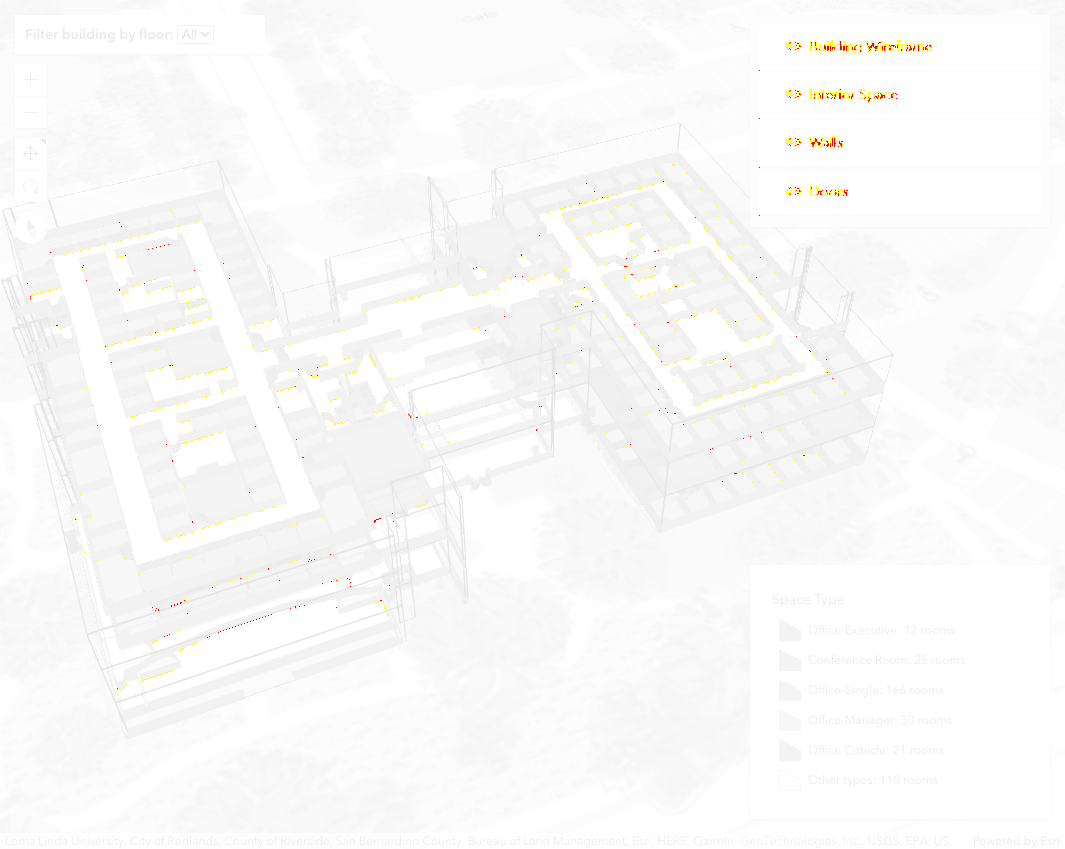 Gate
Filter building by floor: All
Building Wireframe
Interior Space
Walls
Doors
Space Type
Office-Executive: 12 rooms
Conference Room: 25 rooms
Office-Single: 166 rooms
Office-Manager: 30 rooms
Office Cubicle: 21 rooms
Other types: 110 rooms
Loma Linda University, City of Redlands, County of Riverside, San Bernardino County, Bureau of Land Management, Esri, HERE, Garmin, GeoTechnologies, Inc., USGS, EPA, US... Powered by Esri